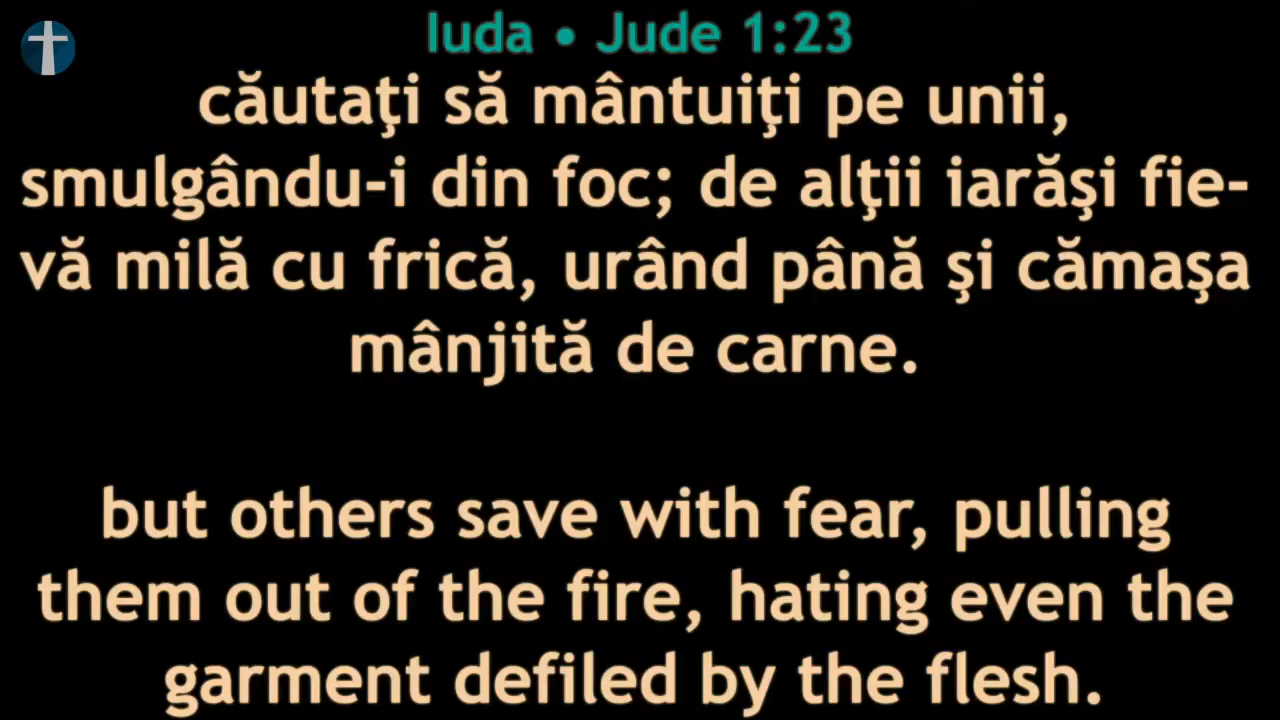 Iuda • Jude 1:23
căutaţi să mântuiţi pe unii,
smulgându-i din foc; de alţii iarăşi fie-
vă milă cu frică, urând până şi cămaşa
mânjită de carne.
but others save with fear, pulling
them out of the fire, hating even the
garment defiled by the flesh.